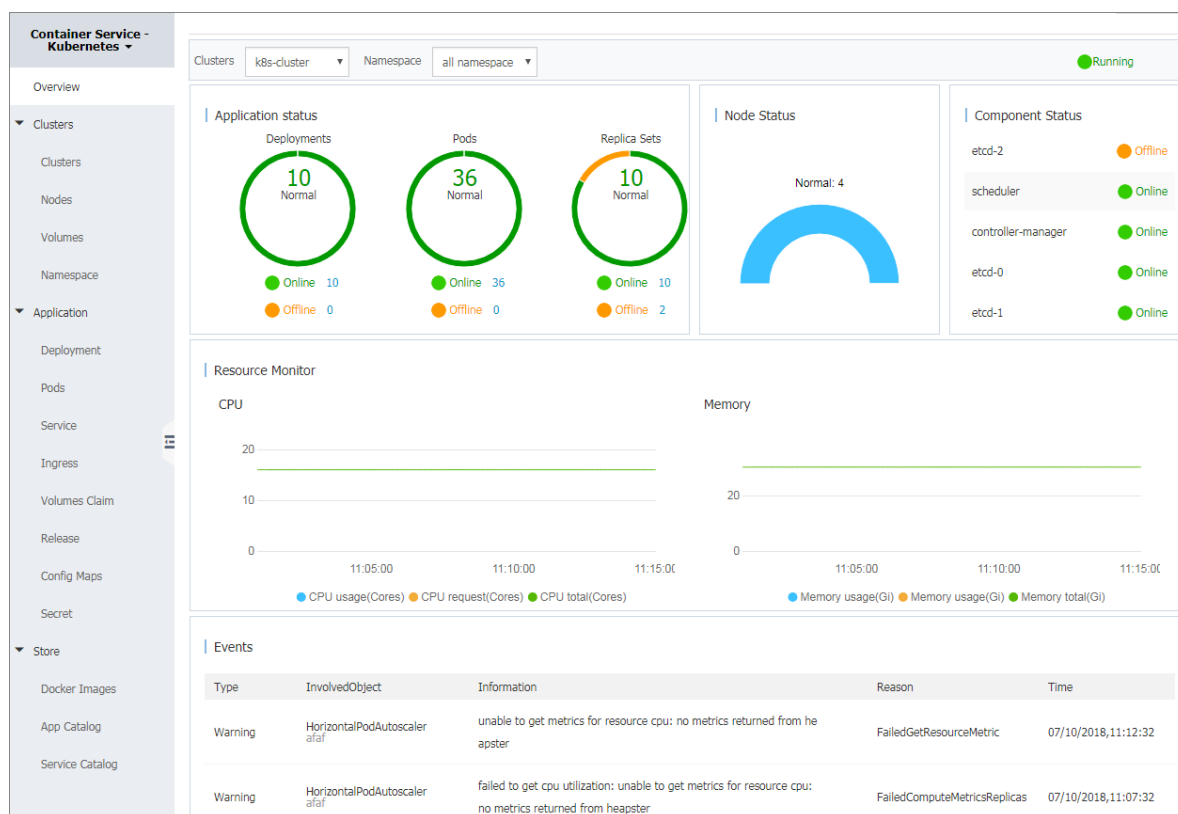 Container Service -
Kubernetes
Overview
Clusters
Clusters
Nodes
Volumes
Namespace
Application
Deployment
Pods
Service
Ingress
Volumes Claim
Release
Config Maps
Secret
Store
Docker Images
App Catalog
Service Catalog
Clusters k8s-cluster Namespace all namespace Running
Application status
Deployments Pods Replica Sets
10 36 10
Normal Normal Normal
Online 10 Online 36 Online 10
Offline 0 Offline 0 Offline 2
Node Status
Normal: 4
Component Status
etcd-2 Offline
scheduler Online
controller-manager Online
etcd-0 Online
etcd-1 Online
Resource Monitor
CPU
20
10
0
11:05:00 11:10:00 11:15:0
CPU usage(Cores) CPU request(Cores) CPU total(Cores)
Memory
20
0
11:05:00 11:10:00 11:15:0
Memory usage(Gi) Memory usage(Gi) Memory total(Gi)
Events
Type InvolvedObject Information Reason Time
Warning HorizontalPodAutoscaler unable to get metrics for resource cpu: no metrics returned from he FailedGetResourceMetric 07/10/2018,11:12:32
afaf apster
Warning HorizontalPodAutoscaler failed to get cpu utilization: unable to get metrics for resource cpu: FailedComputeMetricsReplicas 07/10/2018,11:07:32
afaf no metrics returned from heapster